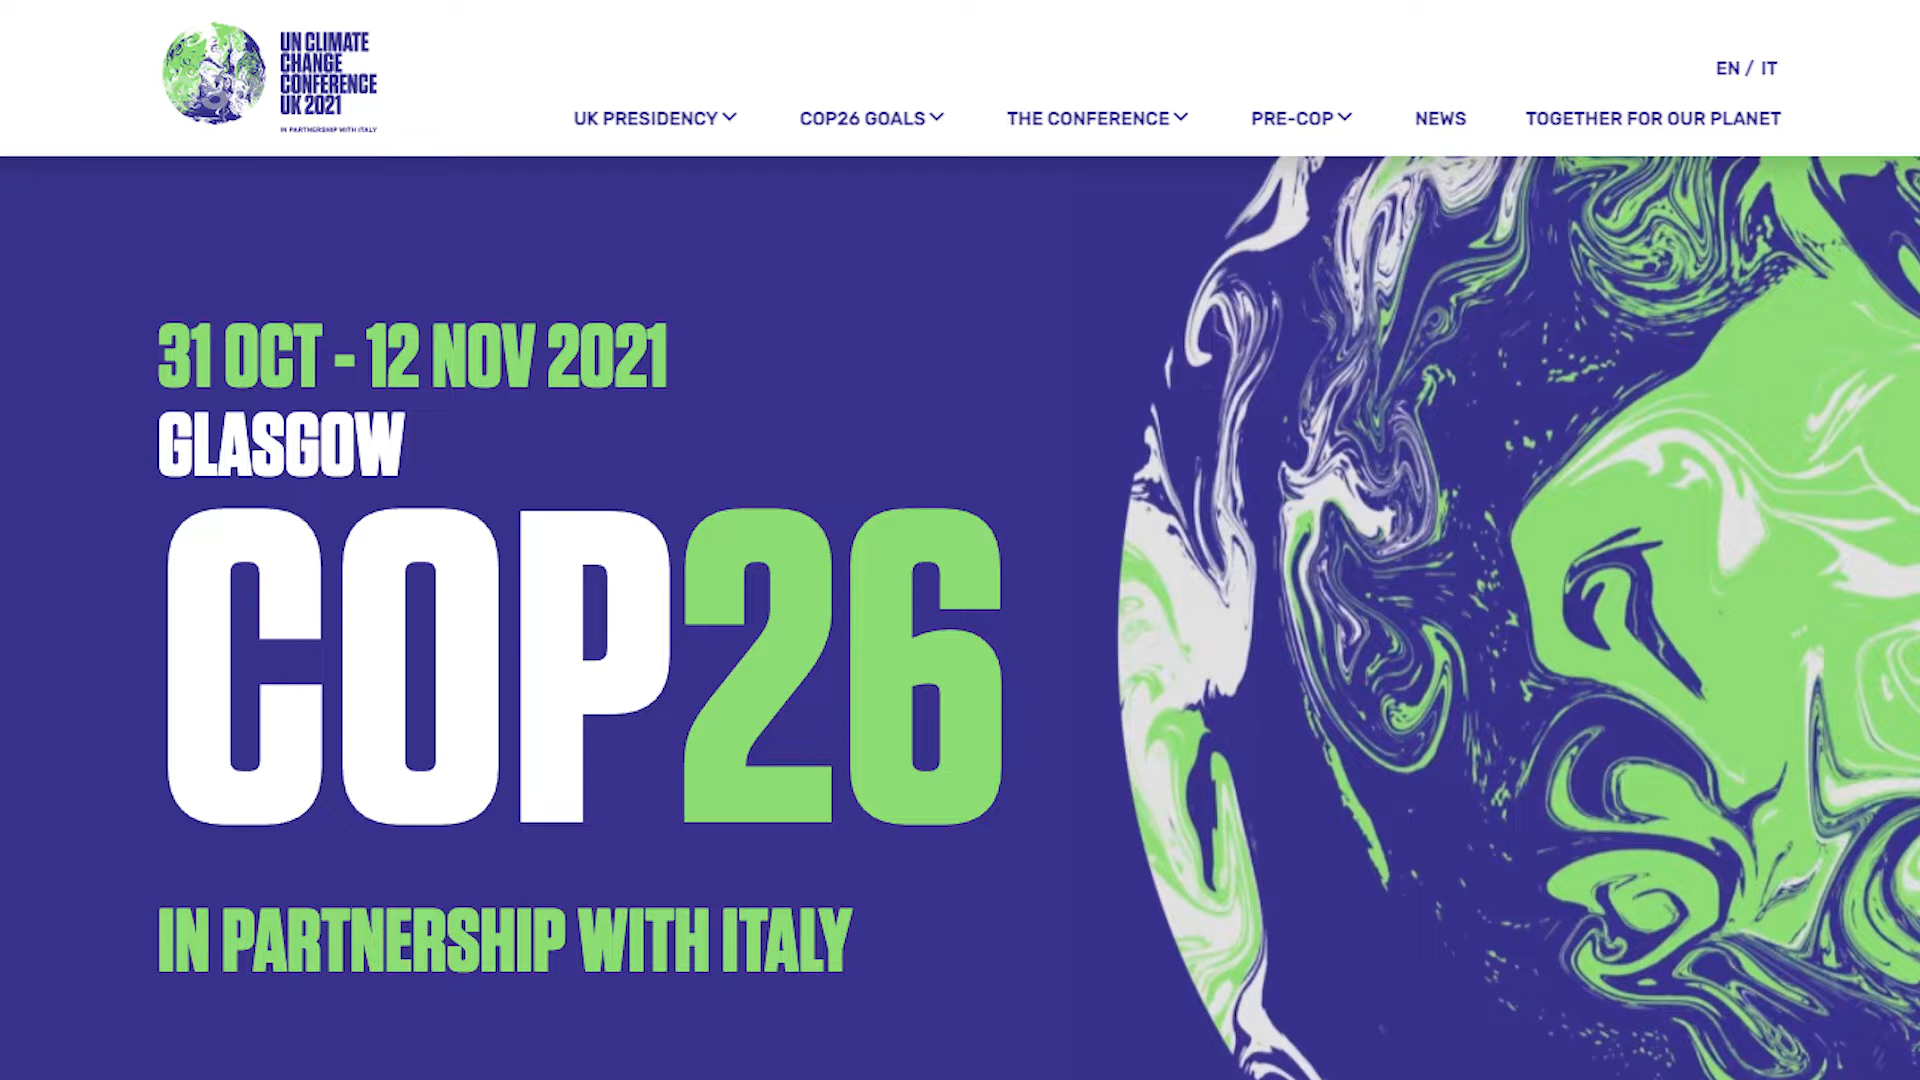 UN CLIMATE
CHANGE
CONFERENCE
UK 2021
IN PARTNERSHIP WITH ITALY
EN / IT
UK PRESIDENCY COP26 GOALS THE CONFERENCE PRE-COP NEWS TOGETHER FOR OUR PLANET
31 OCT - 12 NOV 2021
GLASGOW
COP26
IN PARTNERSHIP WITH ITALY